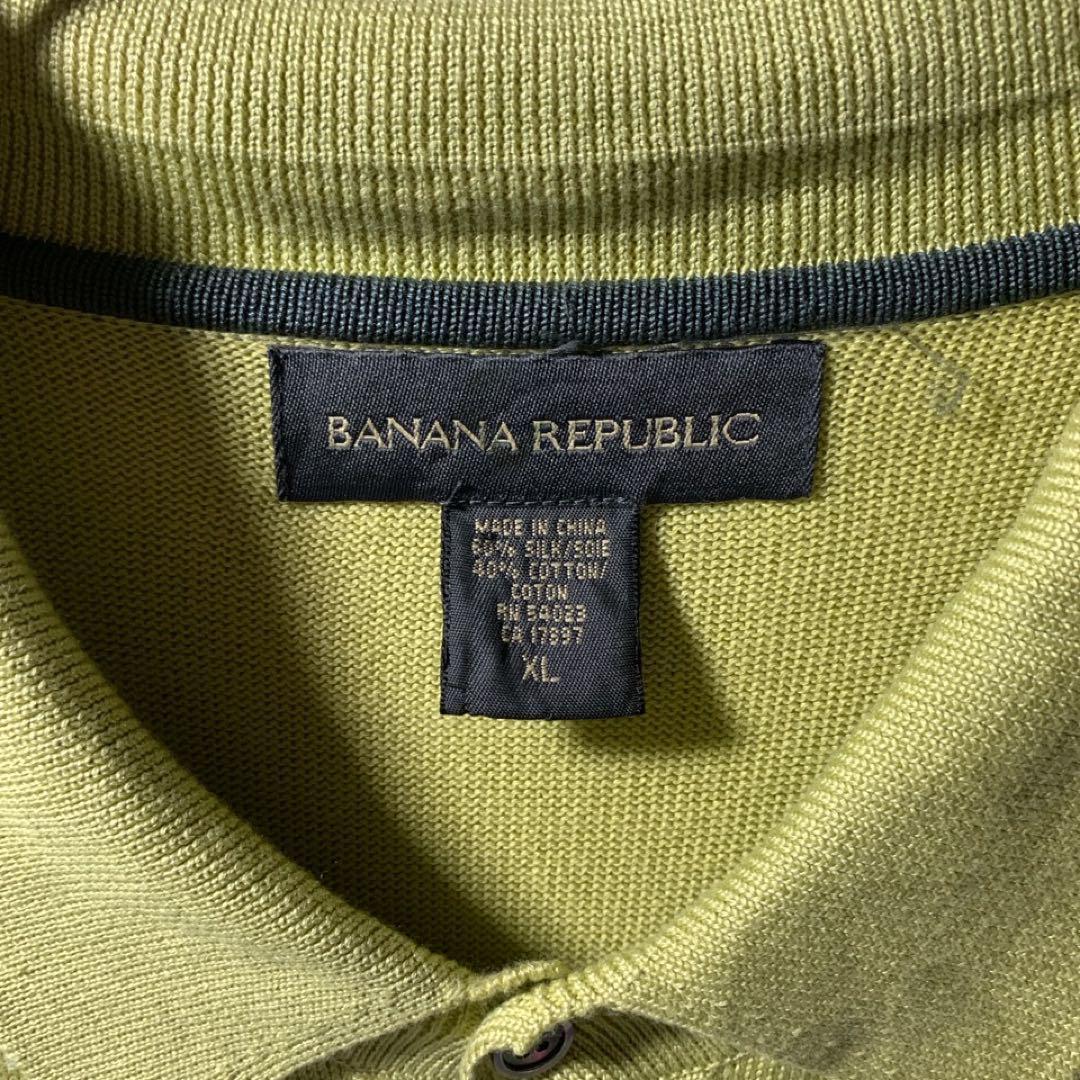 BANANA REPUBLIC
MADE IN CHINA
60% SILK/SOIE
40% COTTON/
COTON
RN 54023
CA 17897
XL